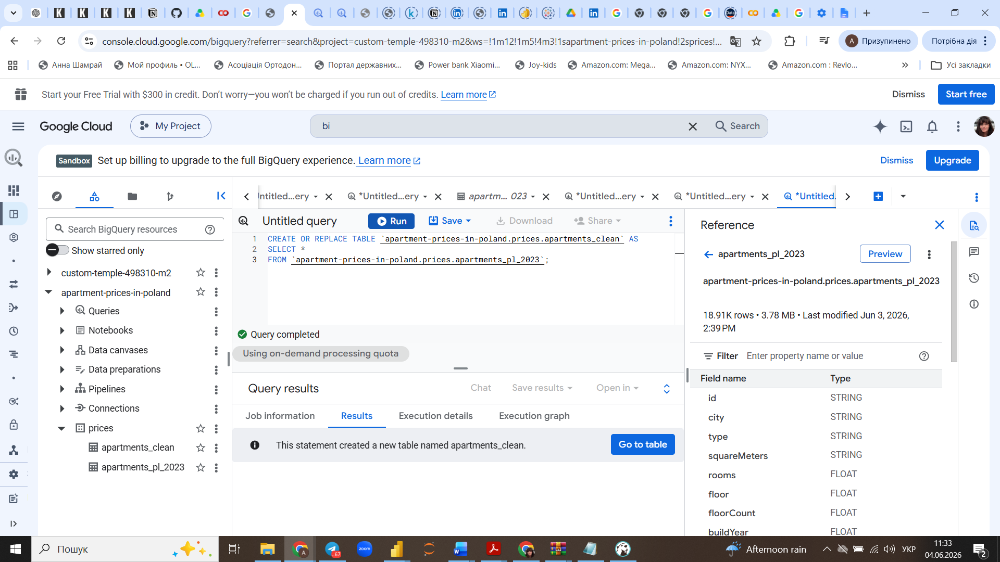 console.cloud.google.com/bigquery?referrer=search&project=custom-temple-498310-m2&ws=!1m12!1m5!4m3!1sapartment-prices-in-poland!2sprices!...
A Призупинено
Потрібна дія
Анна Шамрай
Мой профиль • OL...
Асоціація Ортодон...
Портал державних...
Power bank Xiaomi...
Joy-kids
Amazon.com: Mega...
Amazon.com: NYX...
Amazon.com : Revlo...
Усі закладки
Start your Free Trial with $300 in credit. Don’t worry—you won’t be charged if you run out of credits. Learn more
Dismiss
Start free
Google Cloud
My Project
bi
Search
Sandbox Set up billing to upgrade to the full BigQuery experience. Learn more
Dismiss
Upgrade
ntitled...ery
*Untitled...ery
apartm... 023
*Untitled...ery
*Untitled...ery
*Untitled.
Search BigQuery resources
Show starred only
custom-temple-498310-m2
apartment-prices-in-poland
Queries
Notebooks
Data canvases
Data preparations
Pipelines
Connections
prices
apartments_clean
apartments_pl_2023
Untitled query
Run
Save
Download
Share
1 CREATE OR REPLACE TABLE `apartment-prices-in-poland.prices.apartments_clean` AS
2 SELECT *
3 FROM `apartment-prices-in-poland.prices.apartments_pl_2023`;
Query completed
Using on-demand processing quota
Query results
Chat
Save results
Open in
Job information
Results
Execution details
Execution graph
This statement created a new table named apartments_clean.
Go to table
Reference
apartments_pl_2023
Preview
apartment-prices-in-poland.prices.apartments_pl_2023
18.91K rows • 3.78 MB • Last modified Jun 3, 2026,
2:39 PM
Filter Enter property name or value
Field name Type
id STRING
city STRING
type STRING
squareMeters STRING
rooms FLOAT
floor FLOAT
floorCount FLOAT
buildYear FLOAT
Пошук
zoom
..67
Afternoon rain
УКР
11:33
04.06.2026
2